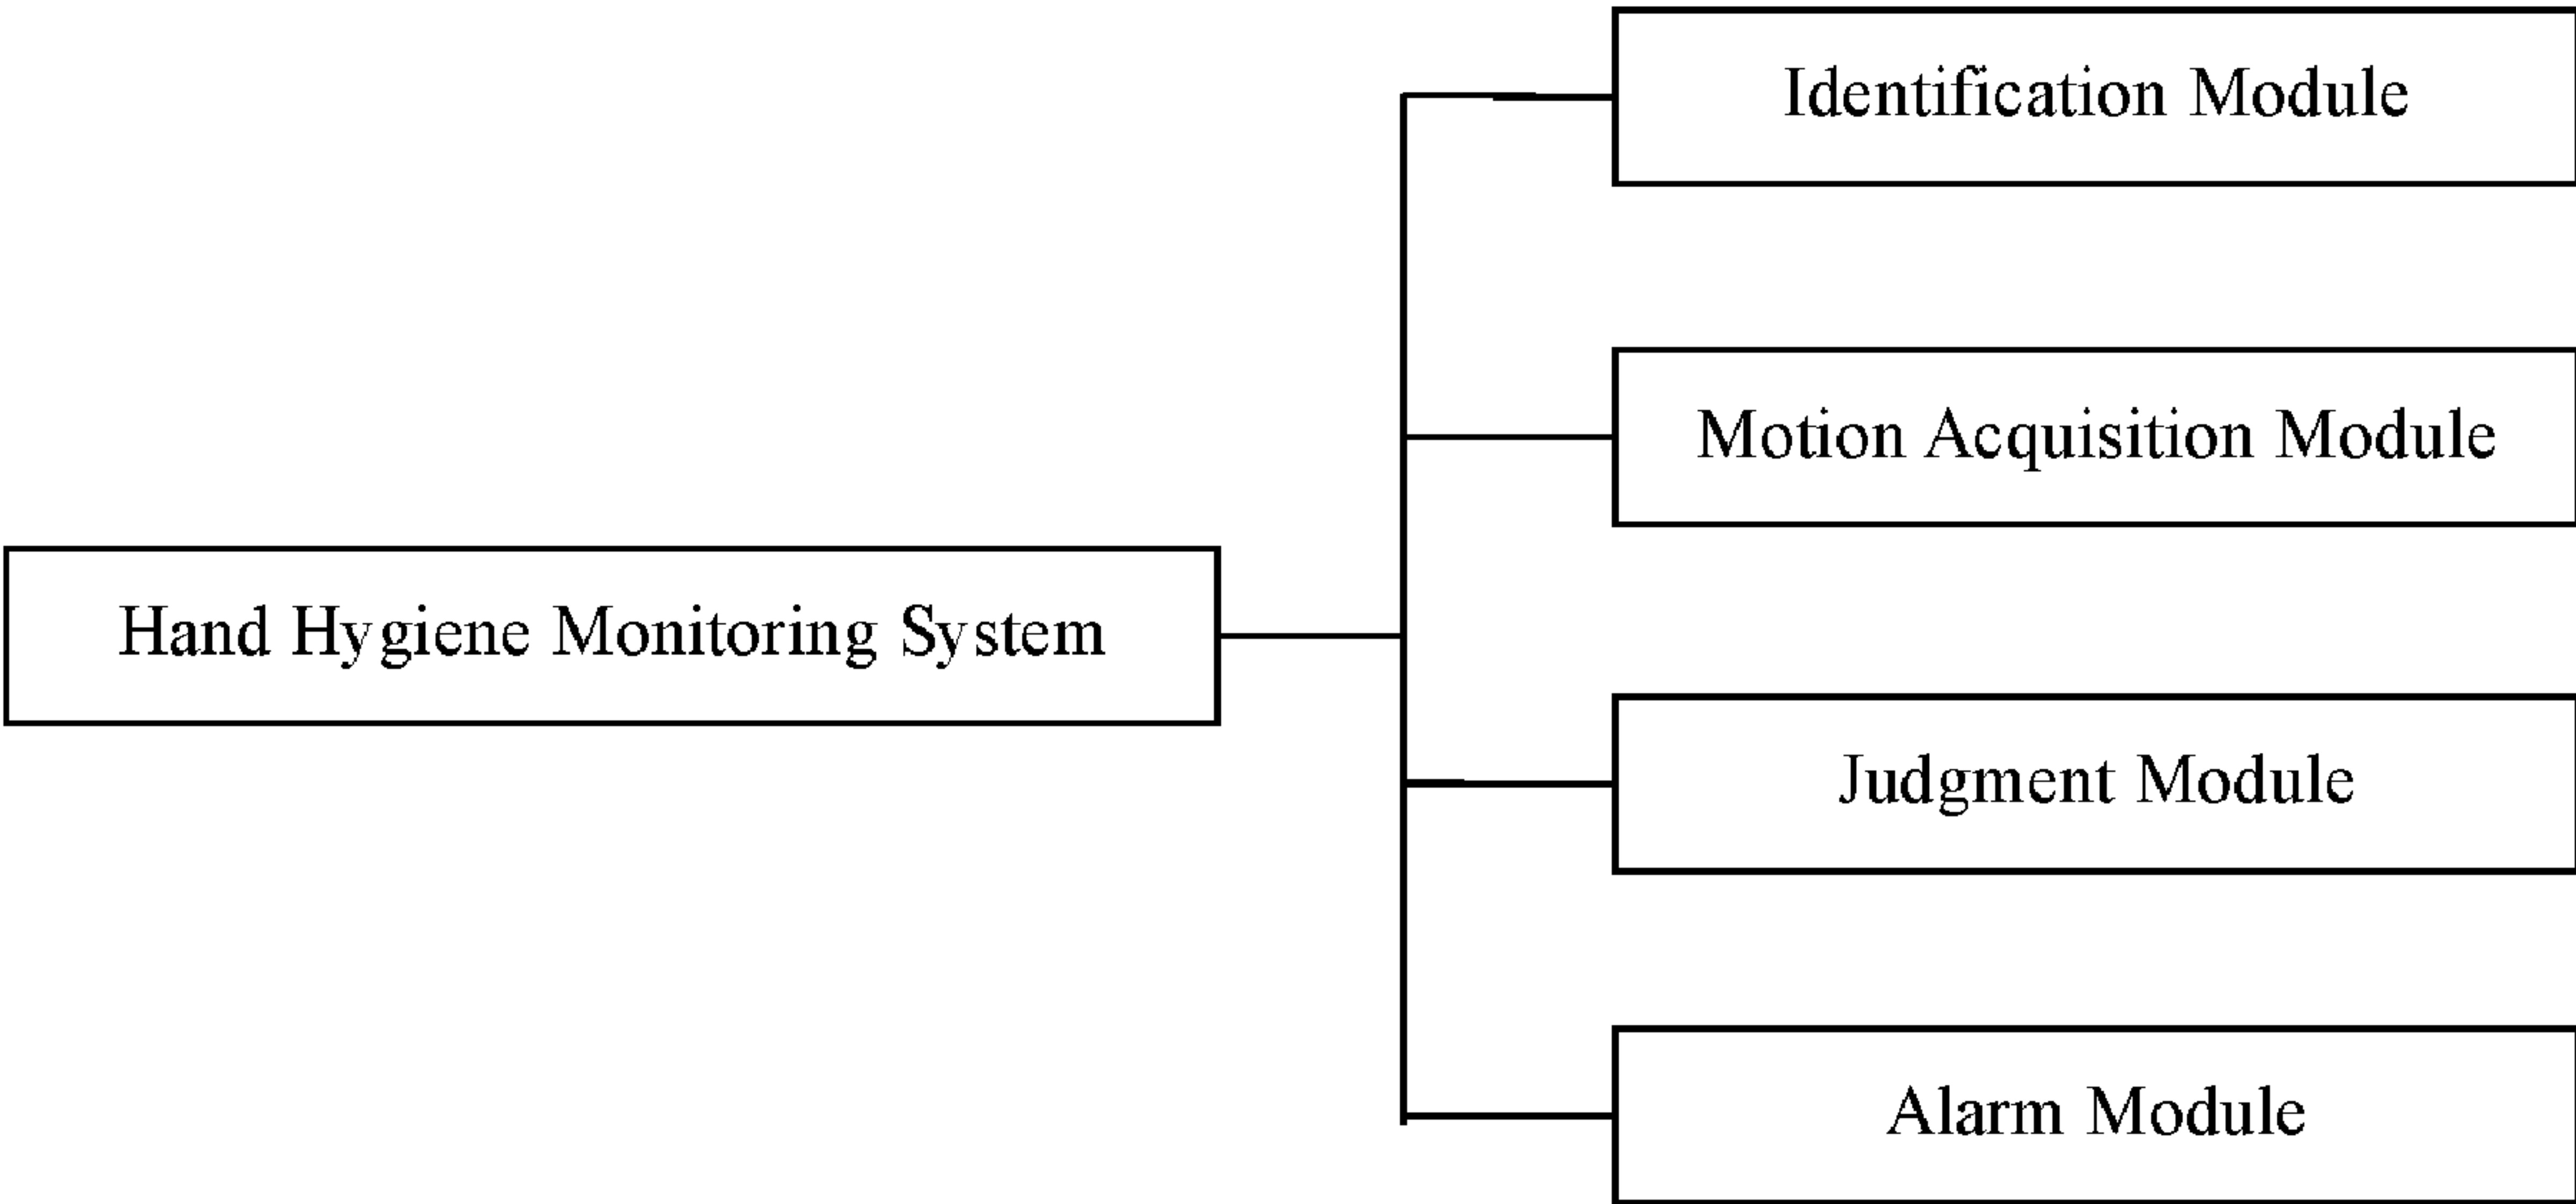 Identification Module
Motion Acquisition Module
Hand Hygiene Monitoring System
Judgment Module
Alarm Module